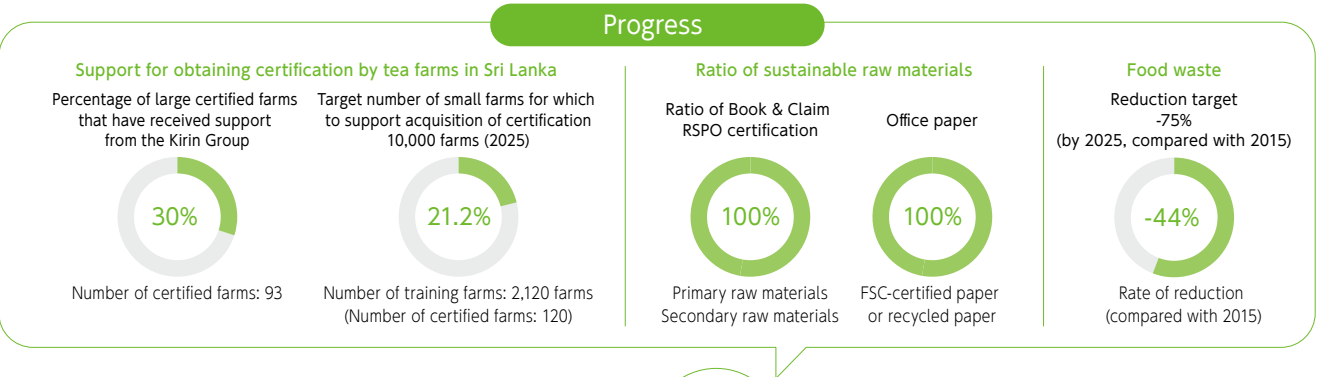 Progress
Support for obtaining certification by tea farms in Sri Lanka
Percentage of large certified farms
that have received support
from the Kirin Group
30%
Number of certified farms: 93
Target number of small farms for which
to support acquisition of certification
10,000 farms (2025)
21.2%
Number of training farms: 2,120 farms
(Number of certified farms: 120)
Ratio of sustainable raw materials
Ratio of Book & Claim
RSPO certification
100%
Primary raw materials
Secondary raw materials
Office paper
100%
FSC-certified paper
or recycled paper
Food waste
Reduction target
-75%
(by 2025, compared with 2015)
-44%
Rate of reduction
(compared with 2015)